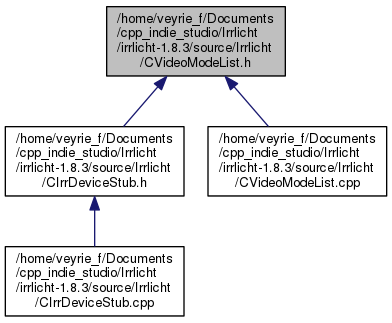 /home/veyrie_f/Documents
/cpp_indie_studio/Irrlicht
/irrlicht-1.8.3/source/Irrlicht
/CVideoModeList.h
/home/veyrie_f/Documents
/cpp_indie_studio/Irrlicht
/irrlicht-1.8.3/source/Irrlicht
/CIrrDeviceStub.h
/home/veyrie_f/Documents
/cpp_indie_studio/Irrlicht
/irrlicht-1.8.3/source/Irrlicht
/CVideoModeList.cpp
/home/veyrie_f/Documents
/cpp_indie_studio/Irrlicht
/irrlicht-1.8.3/source/Irrlicht
/CIrrDeviceStub.cpp